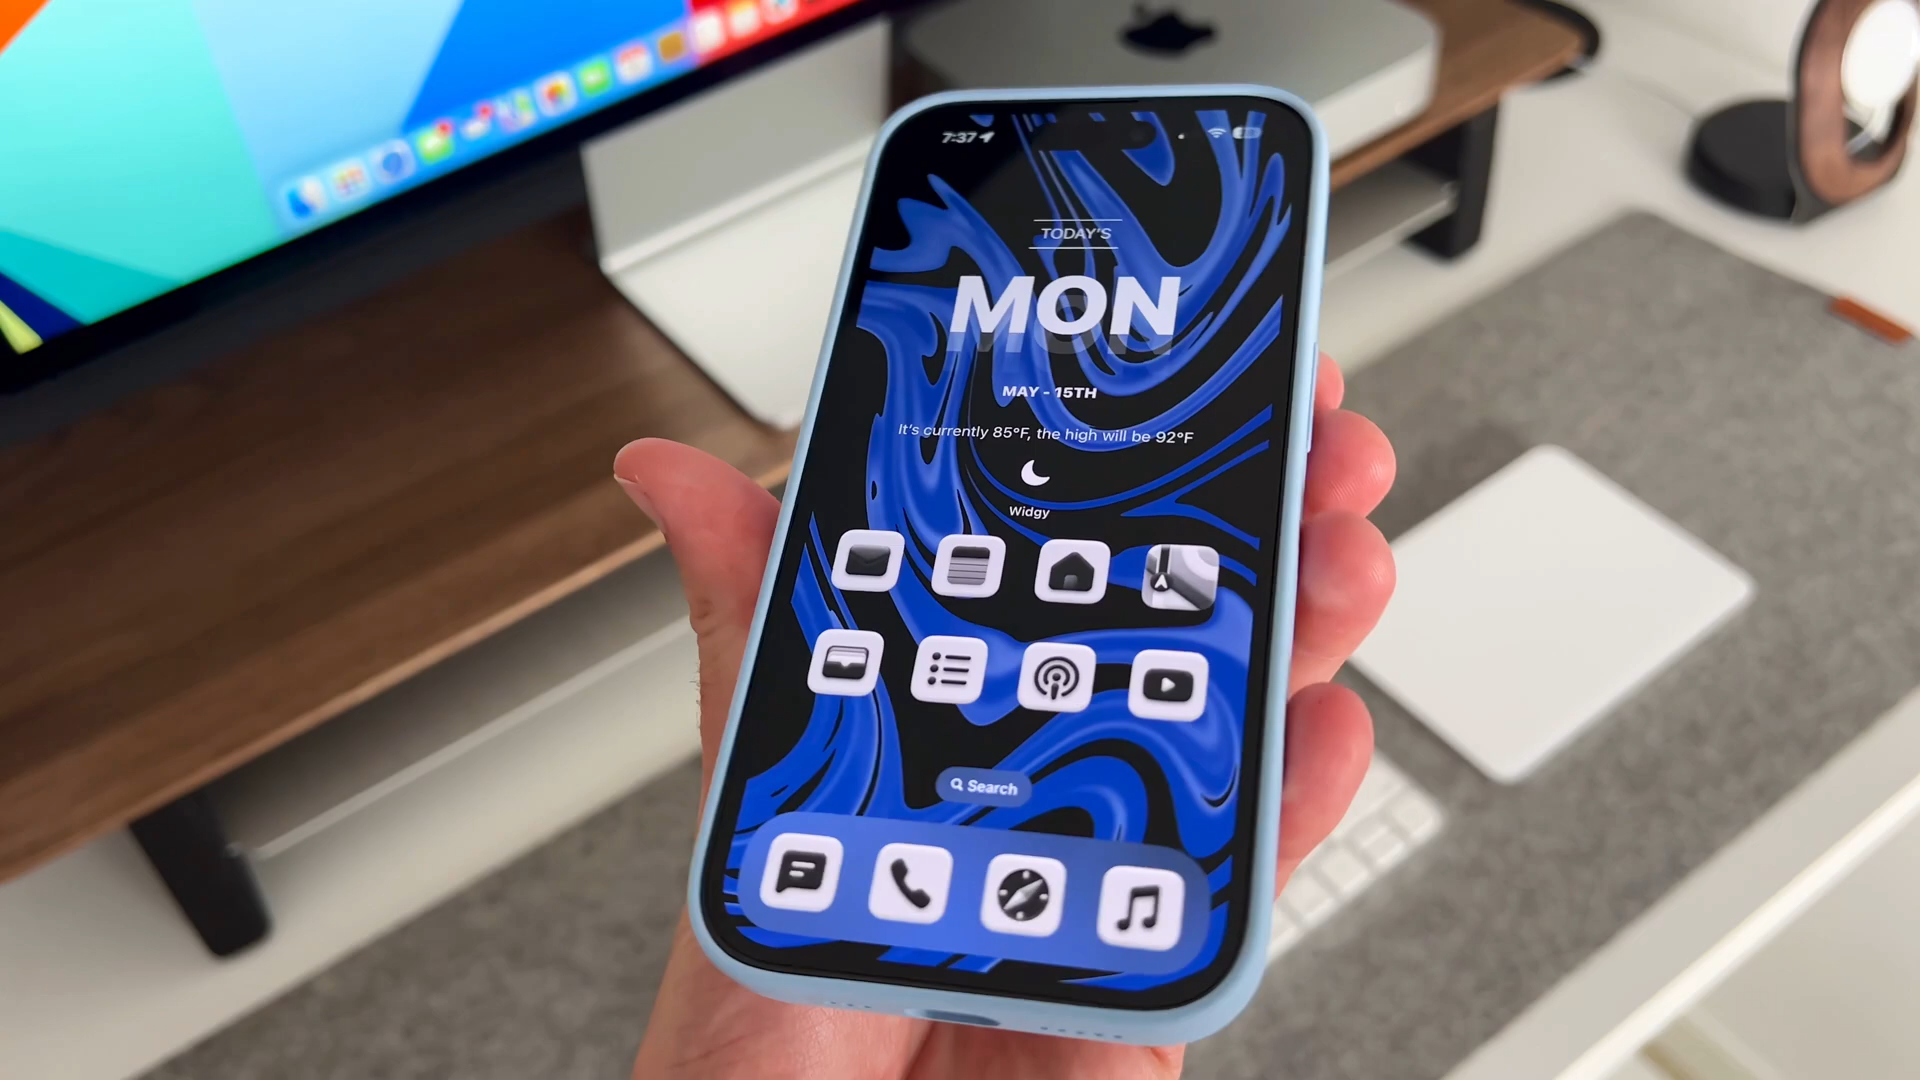 7:37
TODAY'S
MON
MAY - 15TH
It's currently 85°F, the high will be 92°F
Widgy
Search